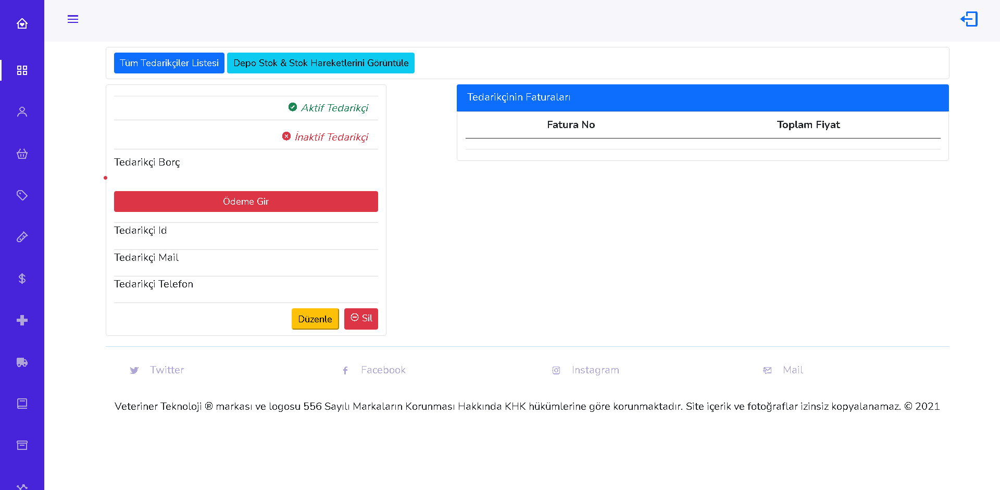 Tüm Tedarikçiler Listesi
Depo Stok & Stok Hareketlerini Görüntüle
Aktif Tedarikçi
İnaktif Tedarikçi
Tedarikçi Borç
Ödeme Gir
Tedarikçi Id
Tedarikçi Mail
Tedarikçi Telefon
Düzenle
Sil
Tedarikçinin Faturaları
Fatura No
Toplam Fiyat
Twitter
Facebook
Instagram
Mail
Veteriner Teknoloji ® markası ve logosu 556 Sayılı Markaların Korunması Hakkında KHK hükümlerine göre korunmaktadır. Site içerik ve fotoğraflar izinsiz kopyalanamaz. © 2021